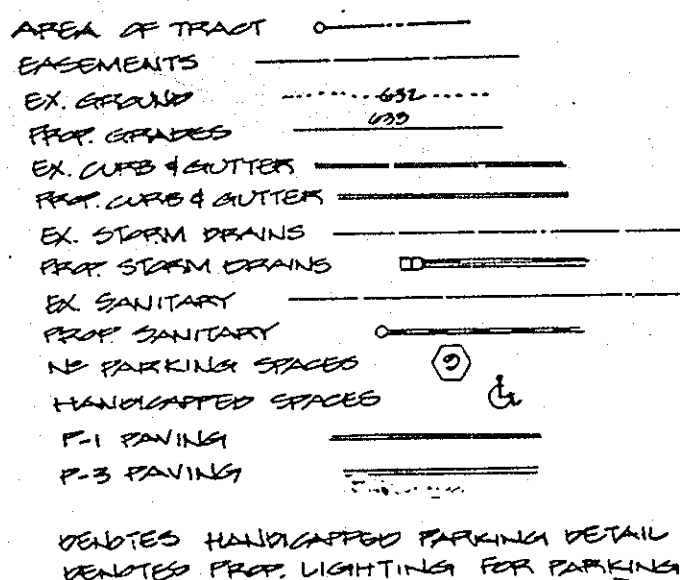 AREA OF TRACT
EASEMENTS
EX. GROUND 632
PROP. GRADES 633
EX. CURB & GUTTER
PROP. CURB & GUTTER
EX. STORM DRAINS
PROP. STORM DRAINS
EX. SANITARY
PROP. SANITARY
Nº PARKING SPACES 9
HANDICAPPED SPACES
P-1 PAVING
P-3 PAVING
DENOTES HANDICAPPED PARKING DETAIL
DENOTES PROP. LIGHTING FOR PARKING